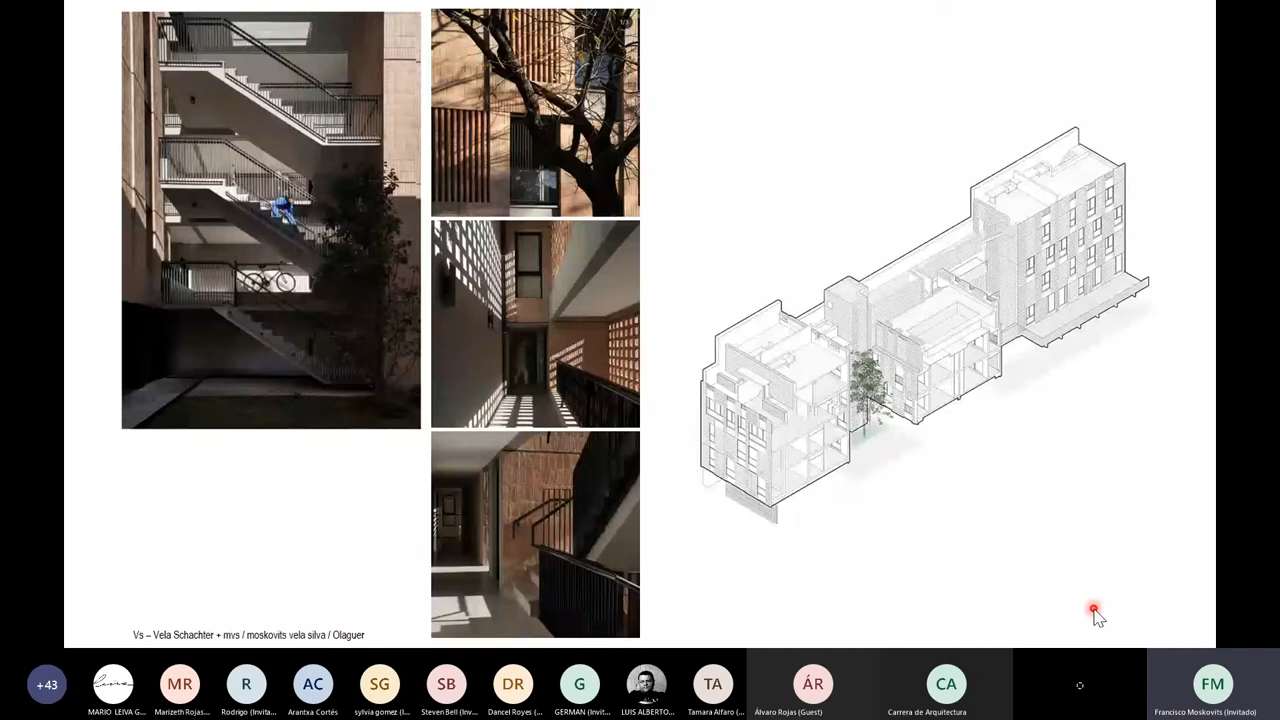 1/3
Vs – Vela Schachter + mvs / moskovits vela silva / Olaguer
+43
MR
R
AC
SG
SB
DR
G
TA
ÁR
CA
FM
MARIO LEIVA G...
Marizeth Rojas...
Rodrigo (Invita...
Arantxa Cortés
sylvia gomez (I...
Steven Bell (Inv...
Dancel Royes (...
GERMAN (Invit...
LUIS ALBERTO...
Tamara Alfaro (...
Álvaro Rojas (Guest)
Carrera de Arquitectura
Francisco Moskovits (Invitado)